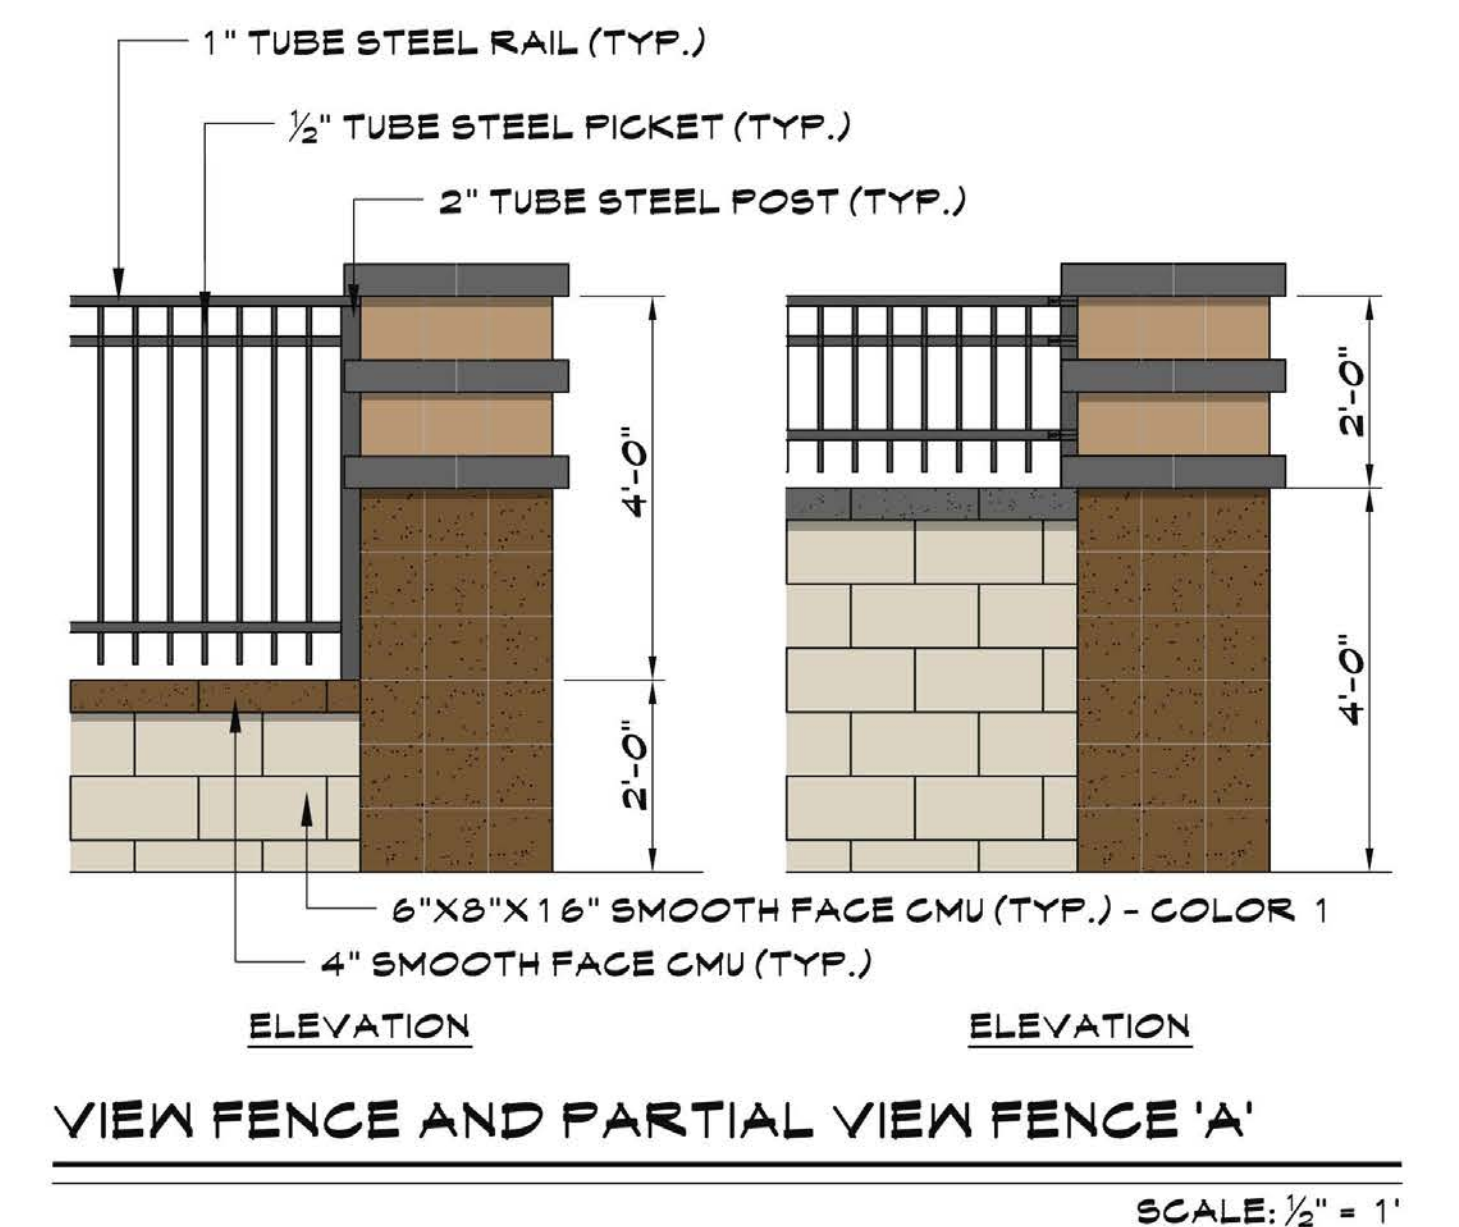 1" TUBE STEEL RAIL (TYP.)
½" TUBE STEEL PICKET (TYP.)
2" TUBE STEEL POST (TYP.)
4'-0"
2'-0"
2'-0"
4'-0"
6"X8"X16" SMOOTH FACE CMU (TYP.) - COLOR 1
4" SMOOTH FACE CMU (TYP.)
ELEVATION
ELEVATION
VIEW FENCE AND PARTIAL VIEW FENCE 'A'
SCALE: ½" = 1'